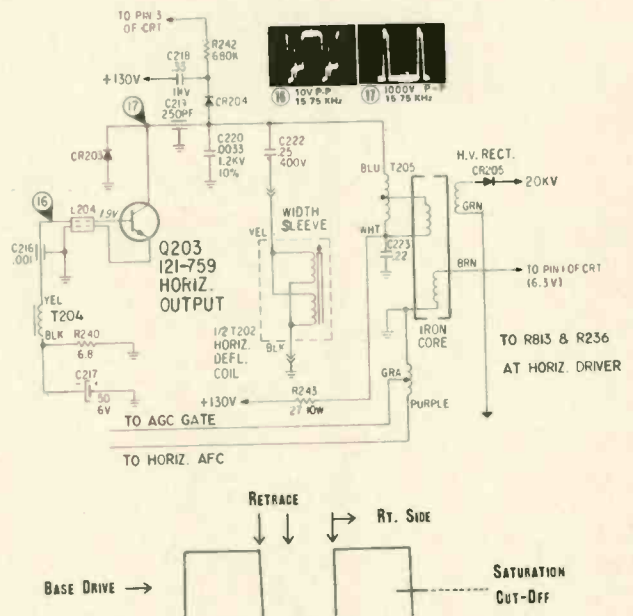 TO PIN 3
OF CRT
C218
.33
1KV
R242
680K
+130V
CR204
16
10V P-P
15 75 KHz
17
1000V P-P
15 75 KHz
17
C219
250PF
CR203
C220
.0033
1.2KV
10%
C222
.25
400V
BLU
T205
H.V. RECT.
CR205
20KV
GRN
16
L204
.19V
C216
.001
Q203
121-759
HORIZ.
OUTPUT
YEL
WIDTH
SLEEVE
WHT
C223
.22
BRN
TO PIN 1 OF CRT
(6.3V)
YEL
T204
BLK
R240
6.8
1/2 T202
HORIZ.
DEFL.
COIL
BLK
IRON
CORE
TO R813 & R236
AT HORIZ. DRIVER
C217
50
6V
R243
27 10W
+130V
GRA
PURPLE
TO AGC GATE
TO HORIZ. AFC
RETRACE
RT. SIDE
BASE DRIVE
SATURATION
CUT-OFF